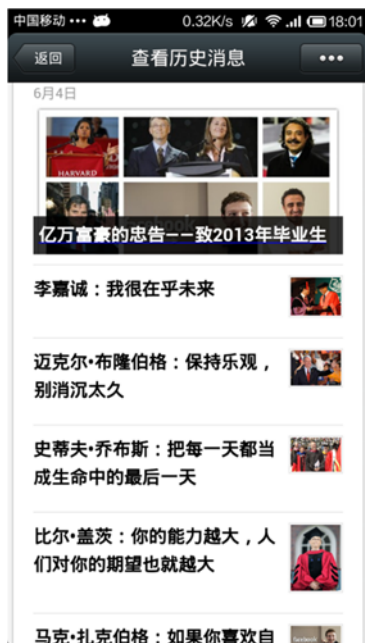 中国移动 ••• 0.32K/s 18:01
返回 查看历史消息 •••
6月4日
HARVARD
facebook
亿万富豪的忠告——致2013年毕业生
李嘉诚：我很在乎未来
迈克尔•布隆伯格：保持乐观，
别消沉太久
史蒂夫•乔布斯：把每一天都当
成生命中的最后一天
比尔•盖茨：你的能力越大，人
们对你的期望也就越大
马克•扎克伯格：如果你喜欢自